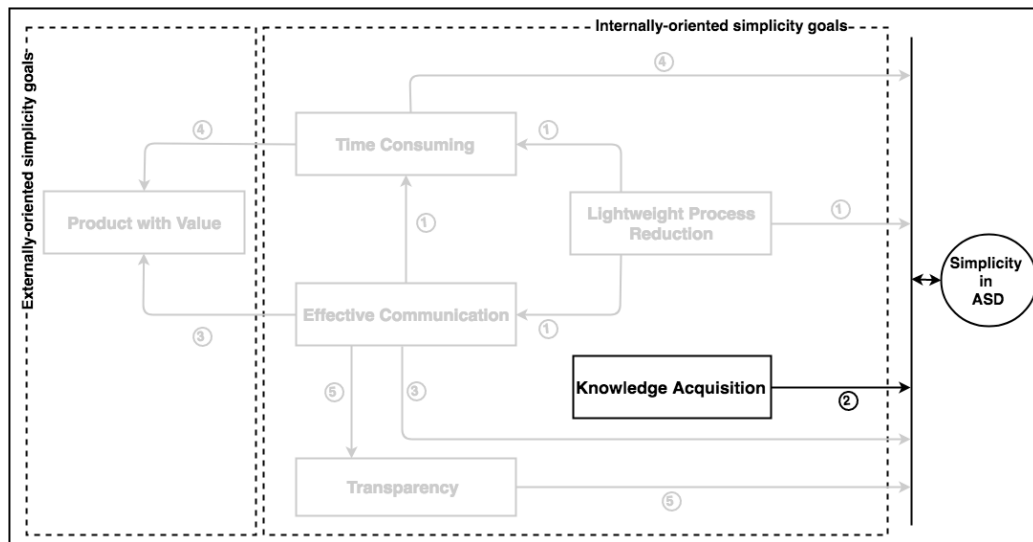 Internally-oriented simplicity goals
Externally-oriented simplicity goals
④
Time Consuming
①
④
Product with Value
Lightweight Process
Reduction
①
①
Simplicity
in
ASD
Effective Communication
①
③
Knowledge Acquisition
②
⑤
③
Transparency
⑤